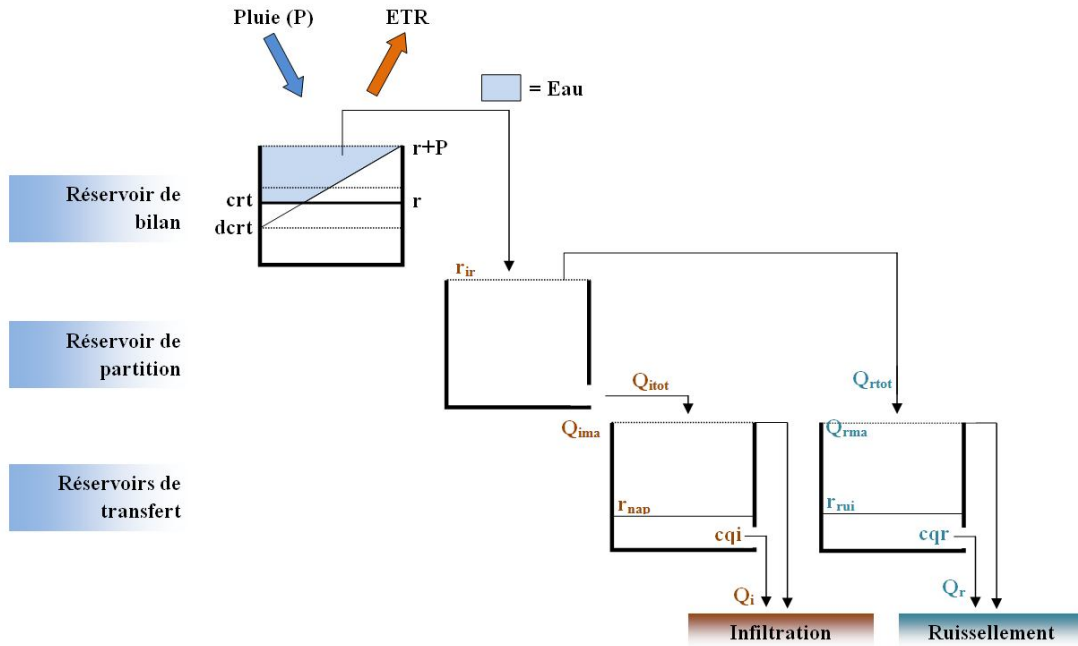 Pluie (P)
ETR
= Eau
r+P
Réservoir de
bilan
crt
r
dcrt
r_ir
Réservoir de
partition
Q_itot
Q_rtot
Q_ima
Q_rma
Réservoirs de
transfert
r_nap
r_rui
cqi
cqr
Q_i
Q_r
Infiltration
Ruissellement